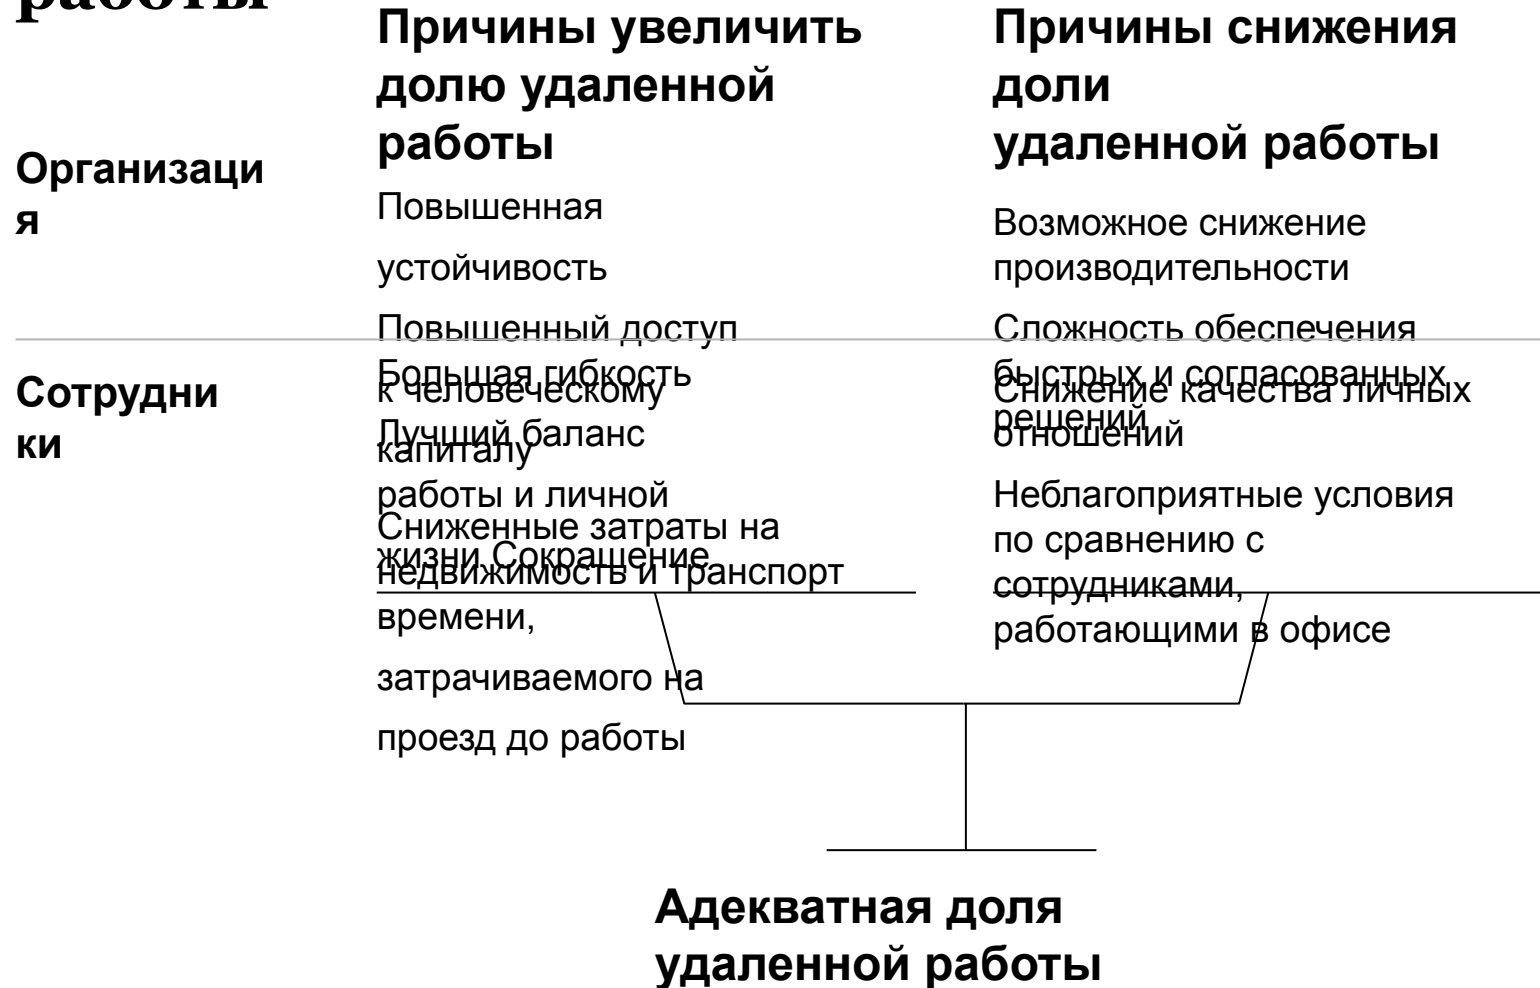 работы
Причины увеличить
долю удаленной
работы
Причины снижения
доли
удаленной работы
Организаци
я
Повышенная
устойчивость
Повышенный доступ
к человеческому
капиталу
Сниженные затраты на
недвижимость и транспорт
Возможное снижение
производительности
Сложность обеспечения
быстрых и согласованных
решений
Сотрудни
ки
Большая гибкость
Лучший баланс
работы и личной
жизни Сокращение
времени,
затрачиваемого на
проезд до работы
Снижение качества личных
отношений
Неблагоприятные условия
по сравнению с
сотрудниками,
работающими в офисе
Адекватная доля
удаленной работы